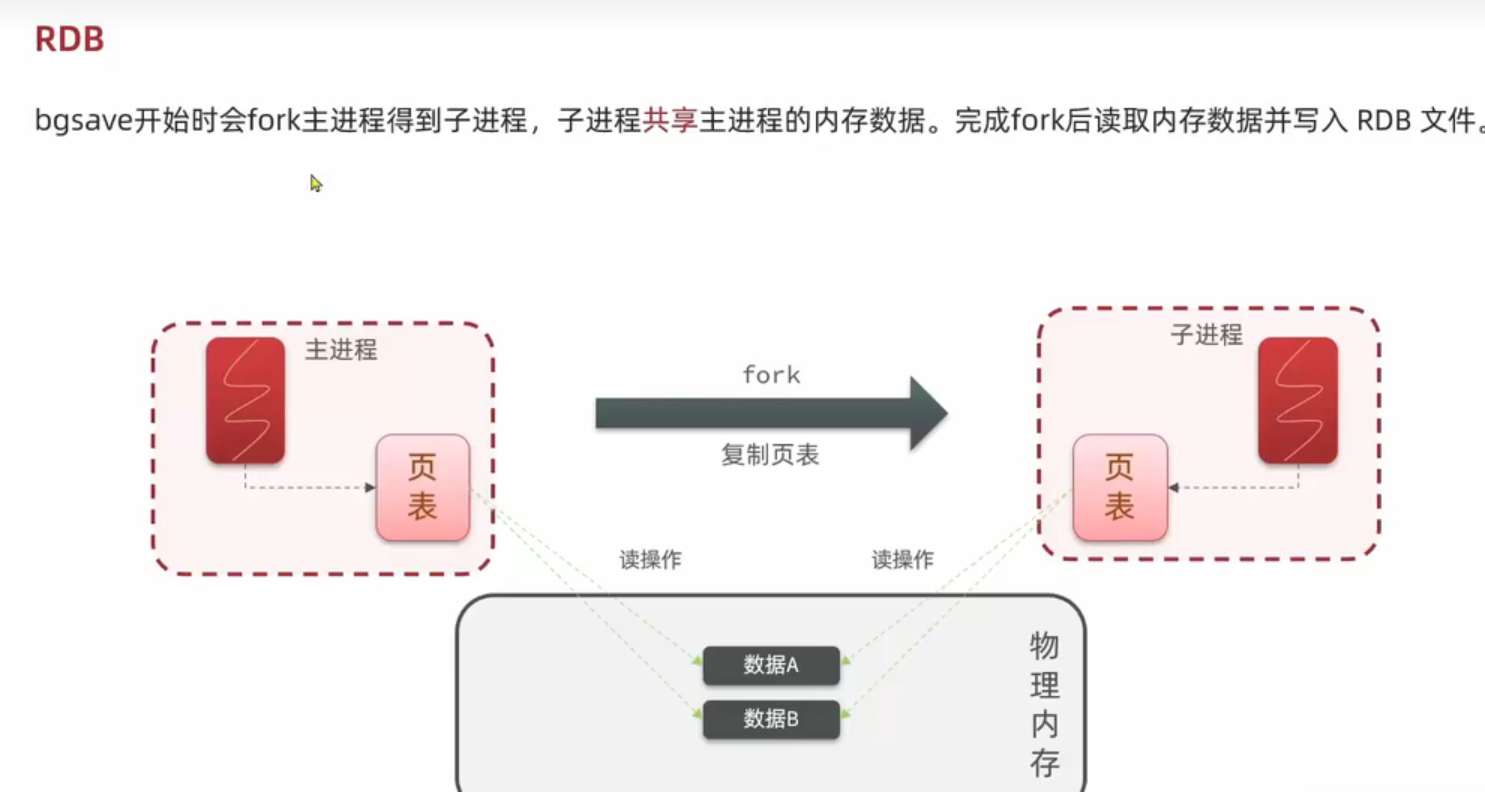 RDB
bgsave开始时会fork主进程得到子进程，子进程共享主进程的内存数据。完成fork后读取内存数据并写入 RDB 文件。
主进程
子进程
fork
复制页表
页
表
页
表
读操作
读操作
数据A
数据B
物
理
内
存